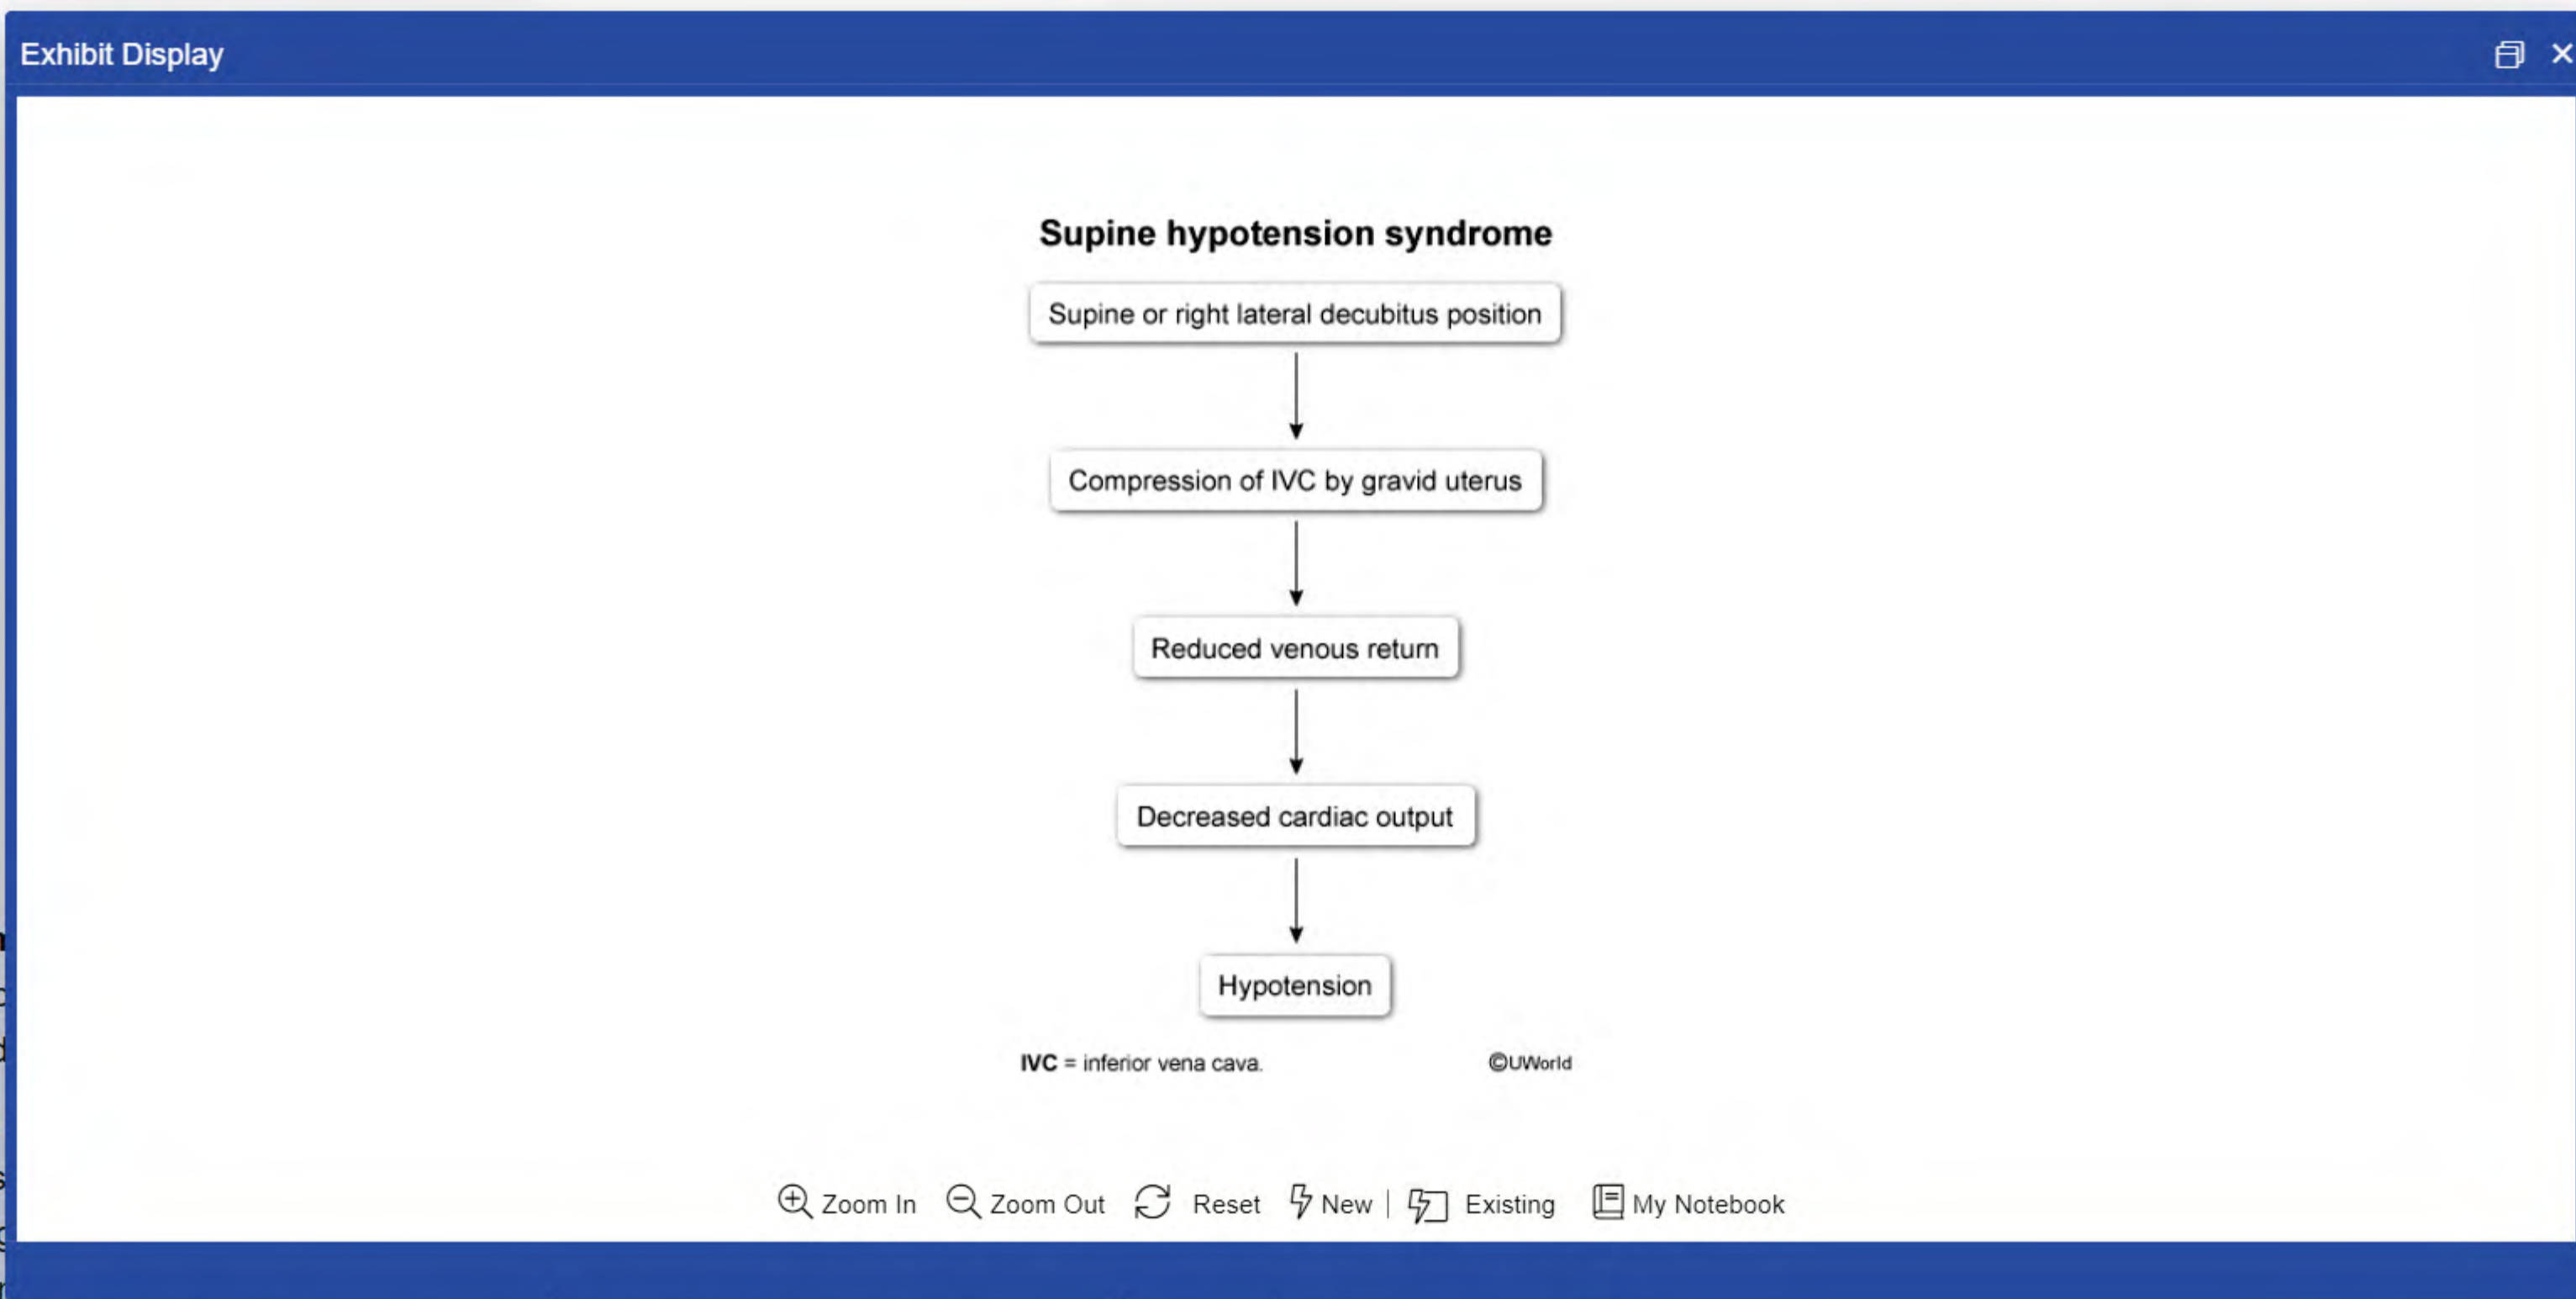 Exhibit Display
Supine hypotension syndrome
Supine or right lateral decubitus position
Compression of IVC by gravid uterus
Reduced venous return
Decreased cardiac output
Hypotension
IVC = inferior vena cava. ©UWorld
Zoom In Zoom Out Reset New | Existing My Notebook